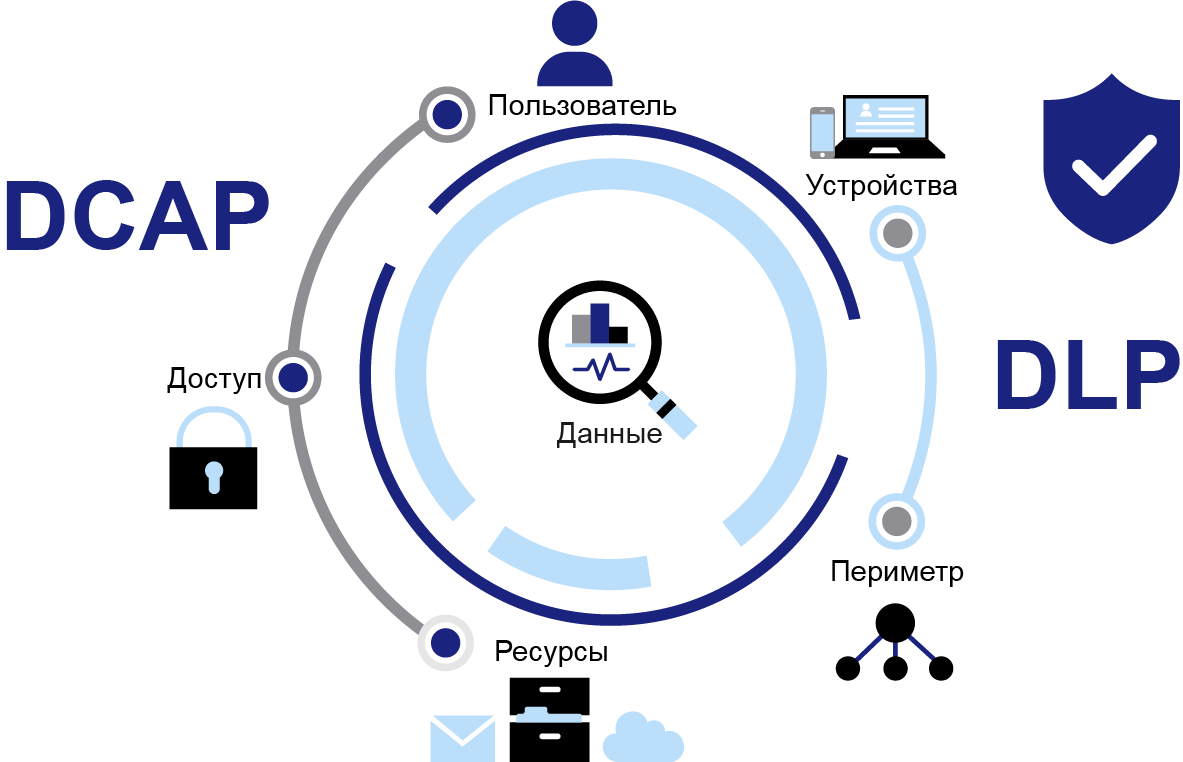 Пользователь
Устройства
DCAP
DLP
Доступ
Данные
Периметр
Ресурсы